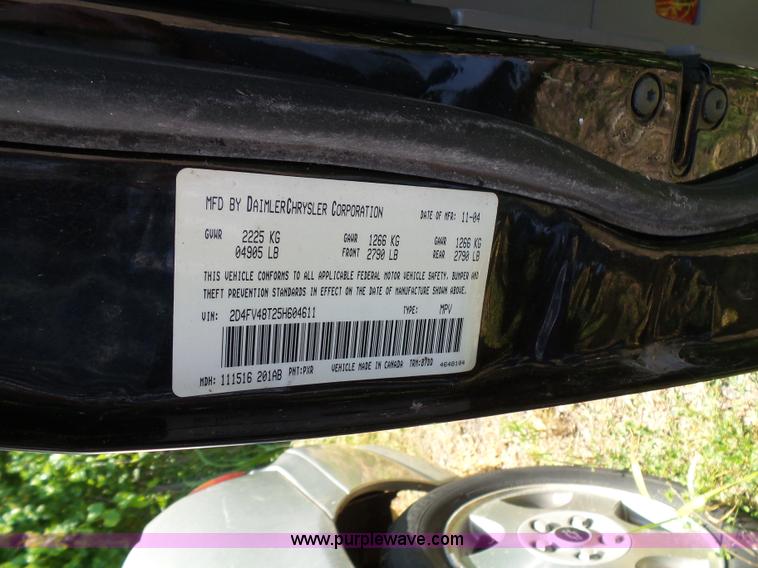 MFD BY DAIMLERCHRYSLER CORPORATION DATE OF MFR: 11-04
GVWR 2225 KG GAWR 1266 KG GAWR 1266 KG
04905 LB FRONT 2790 LB REAR 2790 LB
THIS VEHICLE CONFORMS TO ALL APPLICABLE FEDERAL MOTOR VEHICLE SAFETY, BUMPER AND
THEFT PREVENTION STANDARDS IN EFFECT ON THE DATE OF MANUFACTURE SHOWN ABOVE.
VIN: 2D4FV48T25H604611 TYPE: MPV
MDH: 111516 201AB PNT:PXR VEHICLE MADE IN CANADA TRM:07DD 4648104
www.purplewave.com